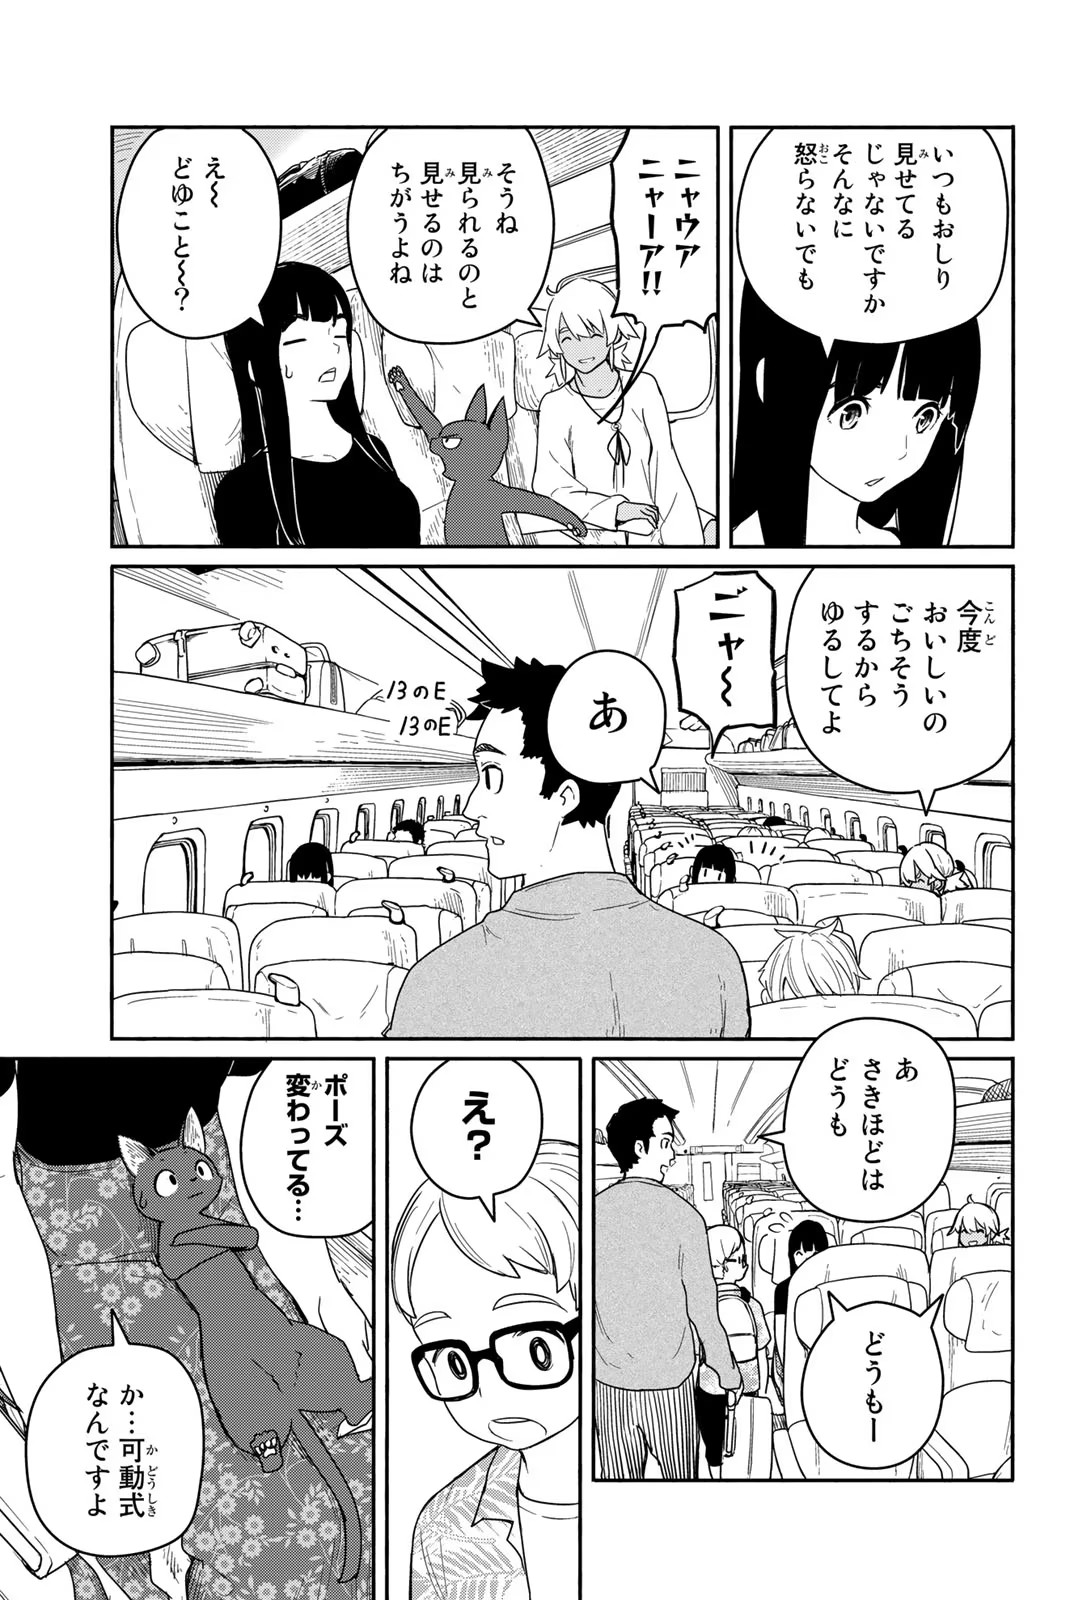 いつもおしり
見せてる
じゃないですか
そんなに
怒らないでも
ニャウア
ニャーア!!
そうね
見られるのと
見せるのは
ちがうよね
え〜
どゆこと〜?
今度
おいしいの
ごちそう
するから
ゆるしてよ
ゴニャ〜
あ
13のE
13のE
あ
さきほどは
どうも
どうもー
え?
ポーズ
変わってる…
か…可動式
なんですよ